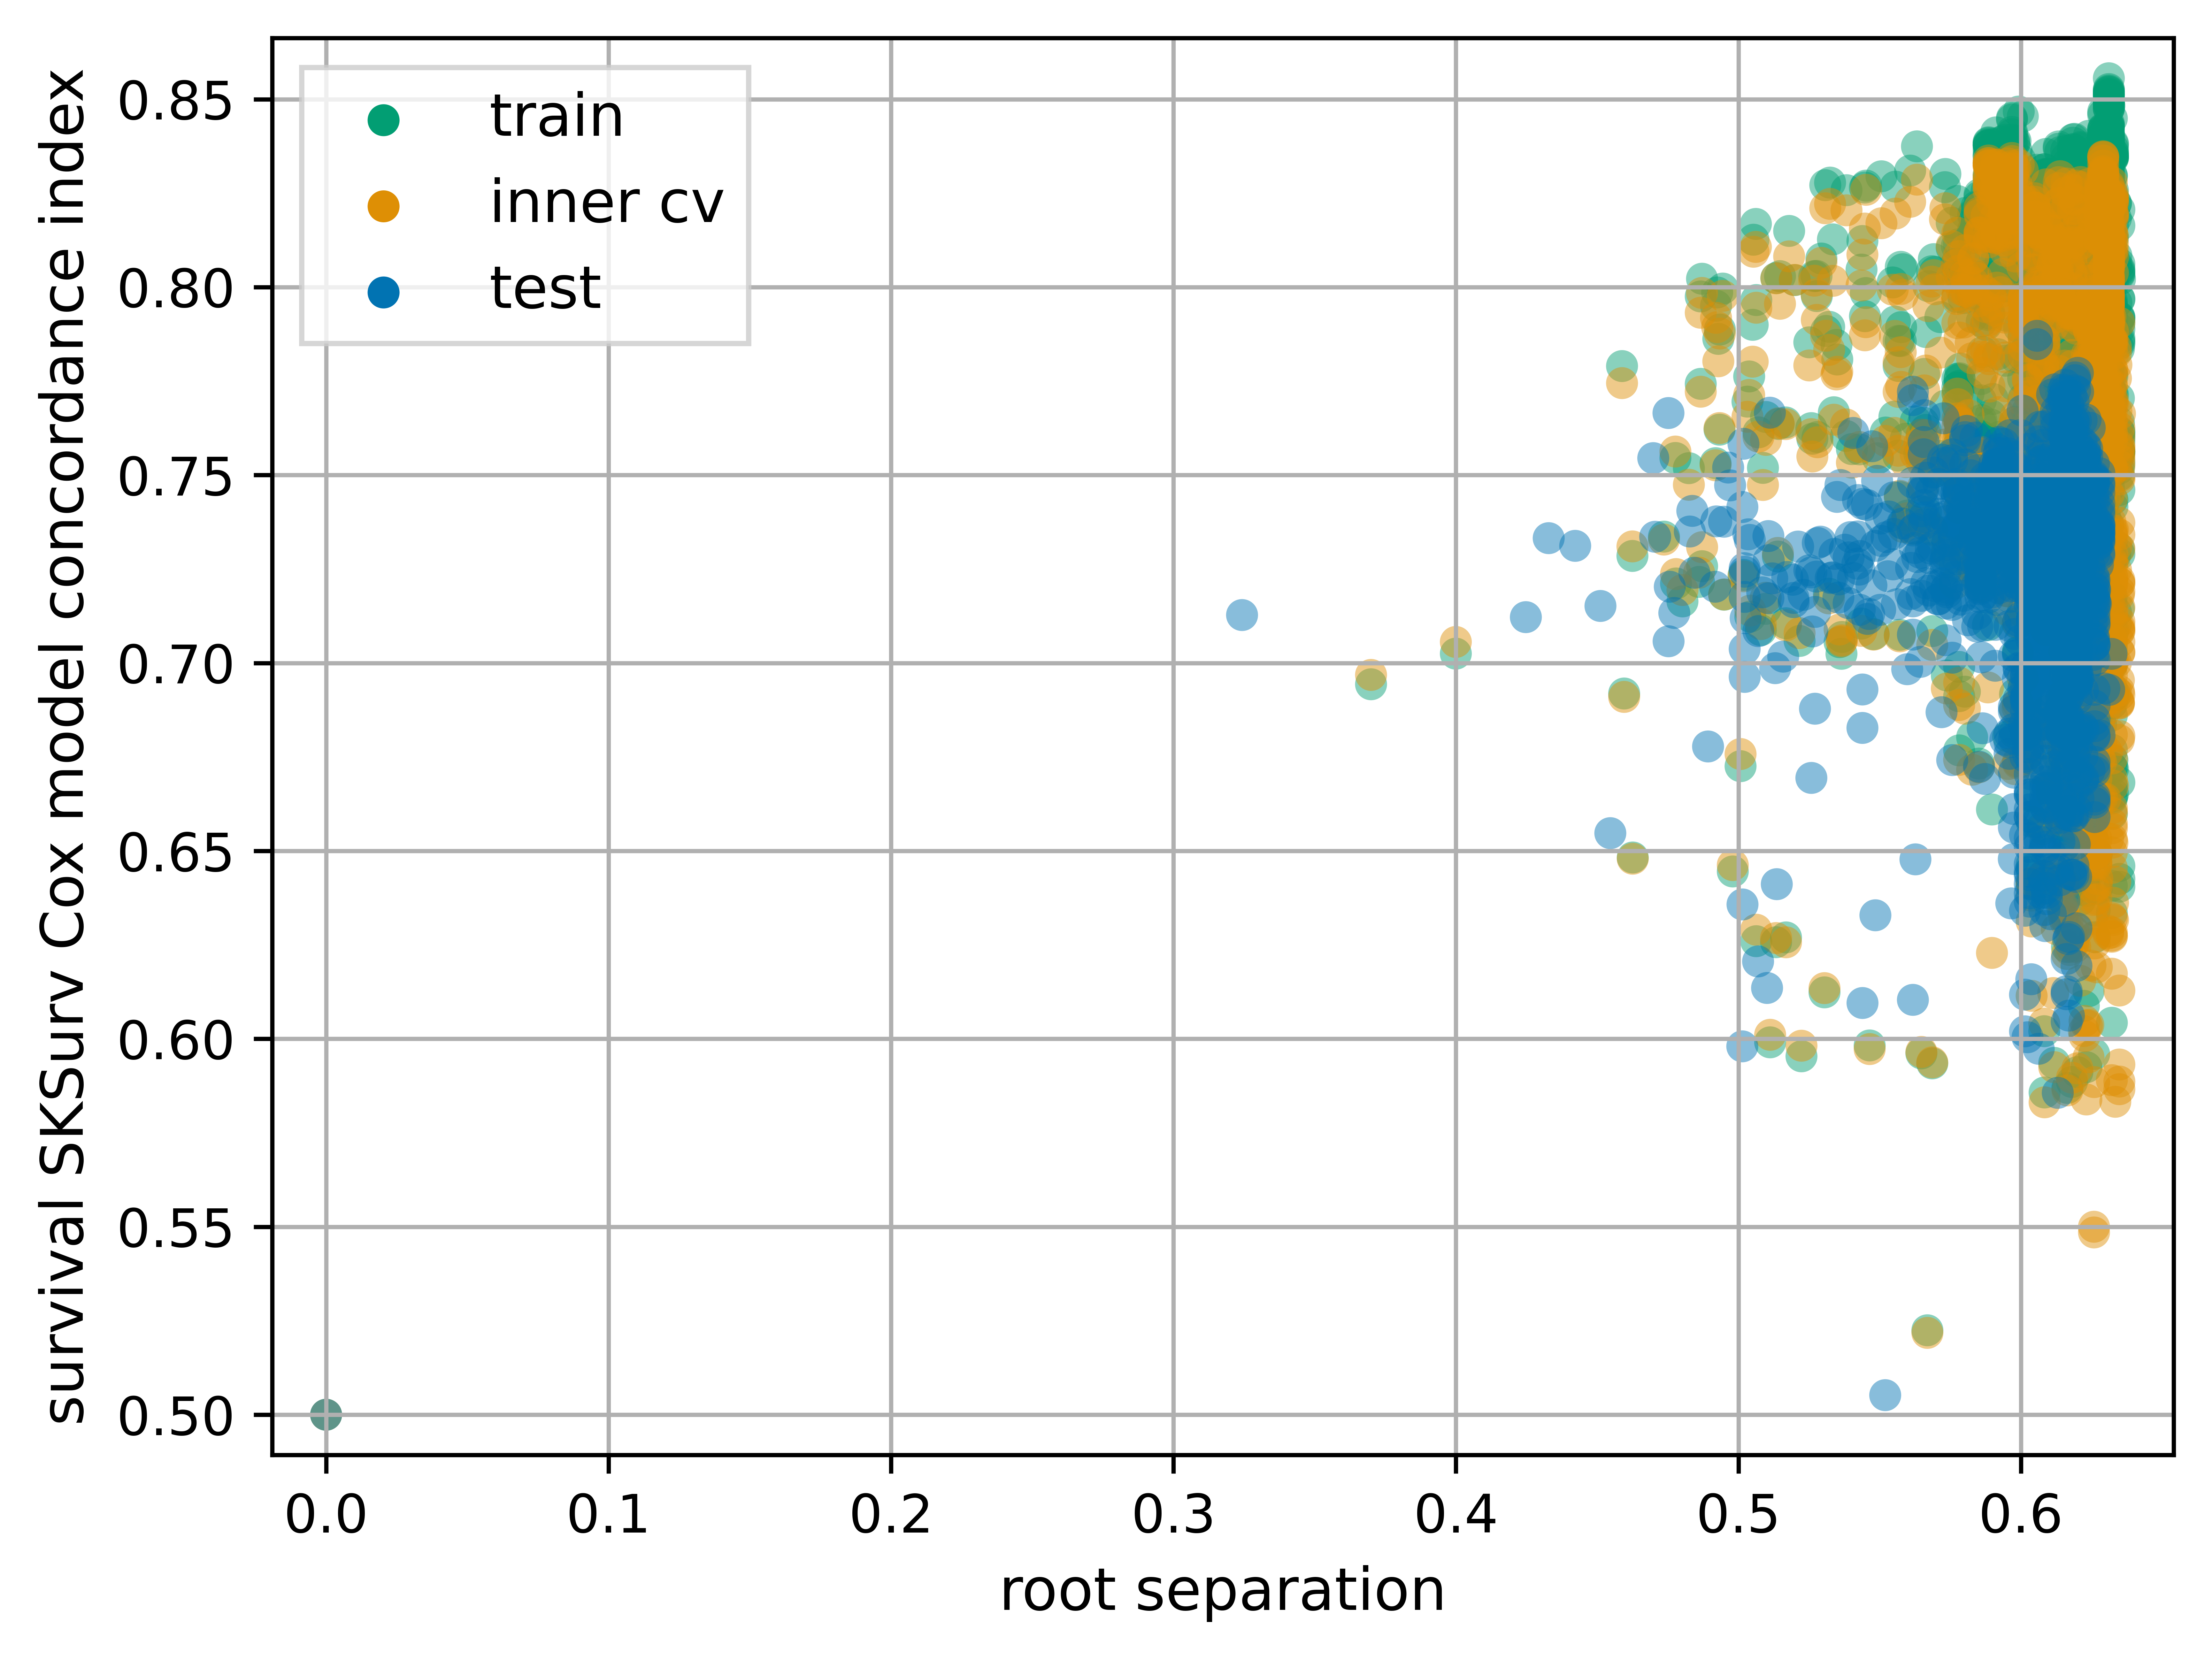 train
inner cv
test
survival SKSurv Cox model concordance index
0.85
0.80
0.75
0.70
0.65
0.60
0.55
0.50
0.0 0.1 0.2 0.3 0.4 0.5 0.6
root separation